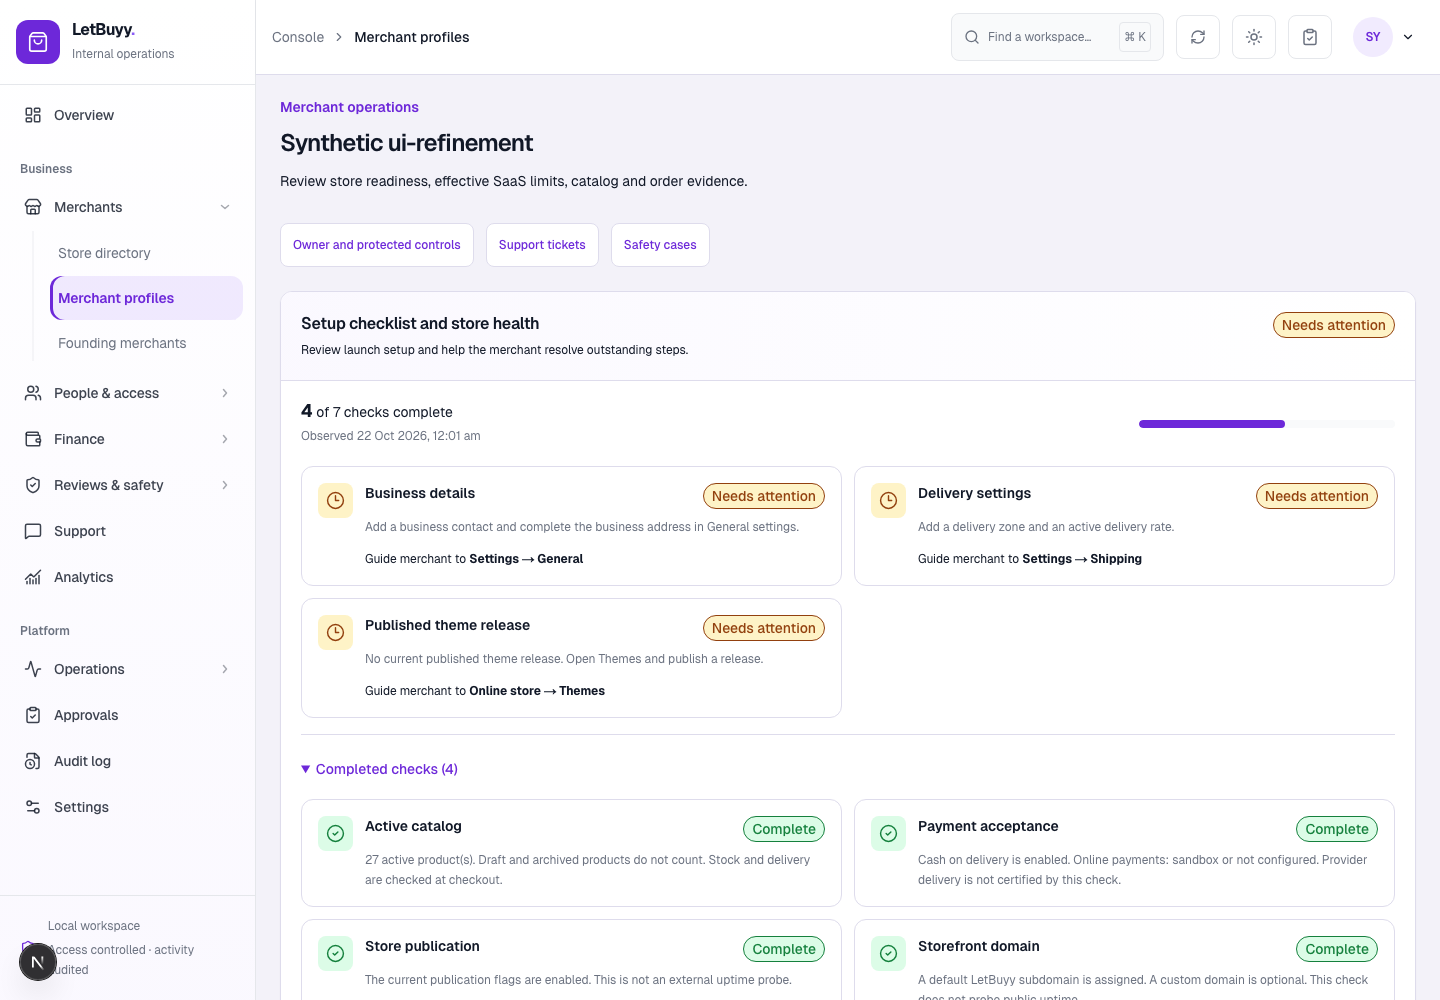 LetBuyy.
Internal operations
Console > Merchant profiles
Find a workspace...
⌘ K
SY
Overview
Business
Merchants
Store directory
Merchant profiles
Founding merchants
People & access
Finance
Reviews & safety
Support
Analytics
Platform
Operations
Approvals
Audit log
Settings
Local workspace
Access controlled · activity
audited
N
Merchant operations
Synthetic ui-refinement
Review store readiness, effective SaaS limits, catalog and order evidence.
Owner and protected controls
Support tickets
Safety cases
Setup checklist and store health
Needs attention
Review launch setup and help the merchant resolve outstanding steps.
4 of 7 checks complete
Observed 22 Oct 2026, 12:01 am
Business details
Needs attention
Add a business contact and complete the business address in General settings.
Guide merchant to Settings → General
Delivery settings
Needs attention
Add a delivery zone and an active delivery rate.
Guide merchant to Settings → Shipping
Published theme release
Needs attention
No current published theme release. Open Themes and publish a release.
Guide merchant to Online store → Themes
▼ Completed checks (4)
Active catalog
Complete
27 active product(s). Draft and archived products do not count. Stock and delivery
are checked at checkout.
Payment acceptance
Complete
Cash on delivery is enabled. Online payments: sandbox or not configured. Provider
delivery is not certified by this check.
Store publication
Complete
The current publication flags are enabled. This is not an external uptime probe.
Storefront domain
Complete
A default LetBuyy subdomain is assigned. A custom domain is optional. This check
does not probe public uptime.